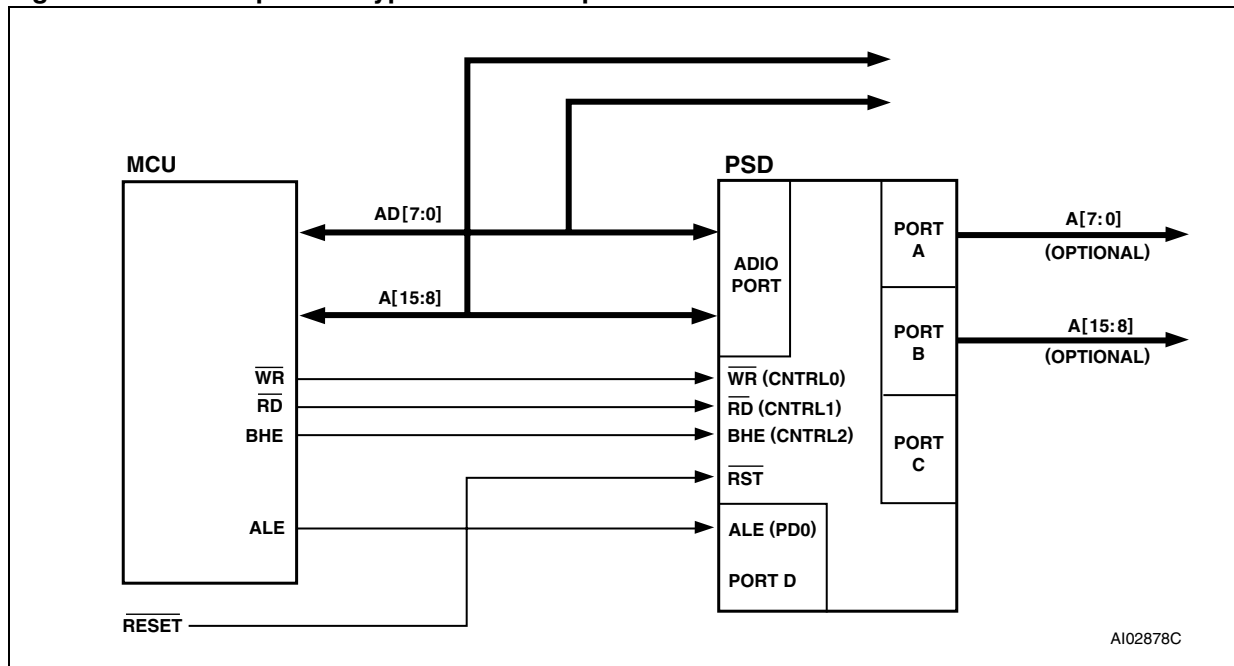 MCU
PSD
AD[7:0]
A[15:8]
WR
RD
BHE
ALE
RESET
ADIO
PORT
WR (CNTRL0)
RD (CNTRL1)
BHE (CNTRL2)
RST
ALE (PD0)
PORT D
PORT
A
PORT
B
PORT
C
A[7:0]
(OPTIONAL)
A[15:8]
(OPTIONAL)
AI02878C